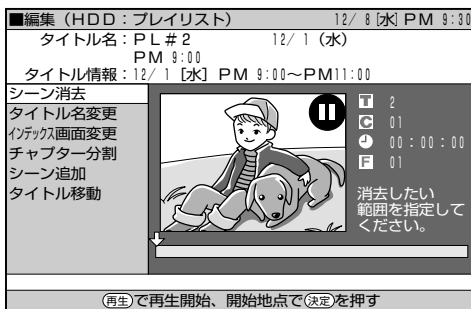 ■編集（HDD：プレイリスト） 12/ 8 [水] PM 9:30
タイトル名：PL＃2 12/ 1（水）
PM 9:00
タイトル情報：12/ 1 [水] PM 9:00～PM11:00
シーン消去
タイトル名変更
インデックス画面変更
チャプター分割
シーン追加
タイトル移動
T 2
C 01
00：00：00
F 01
消去したい
範囲を指定して
ください。
再生で再生開始、開始地点で決定を押す